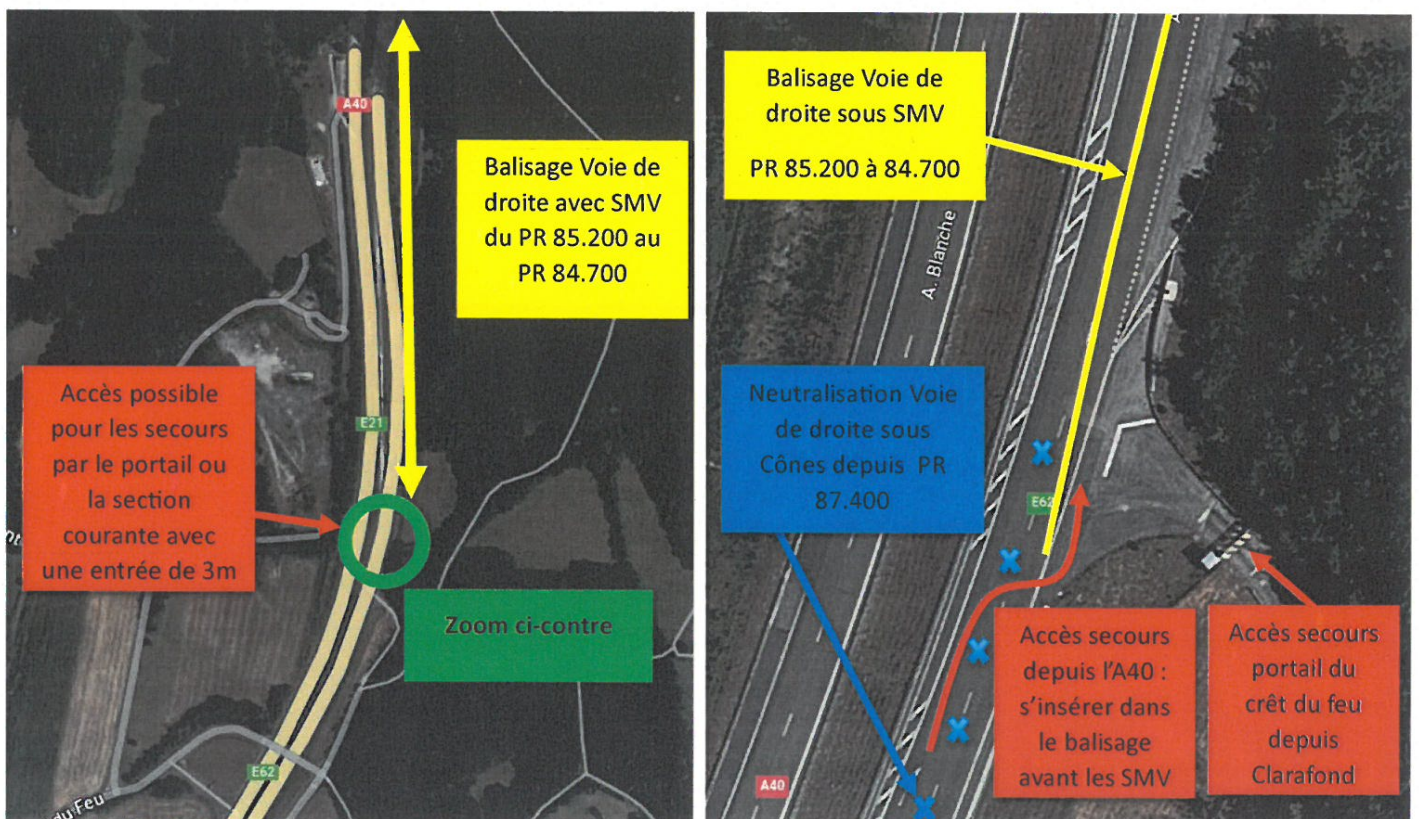 A40
Balisage Voie de
droite avec SMV
du PR 85.200 au
PR 84.700
Accès possible
pour les secours
par le portail ou
la section
courante avec
une entrée de 3m
E21
Zoom ci-contre
E62
du Feu
Balisage Voie de
droite sous SMV
PR 85.200 à 84.700
A. Blanche
Neutralisation Voie
de droite sous
Cônes depuis PR
87.400
E62
Accès secours
depuis l'A40 :
s'insérer dans
le balisage
avant les SMV
Accès secours
portail du
crêt du feu
depuis
Clarafond
A40